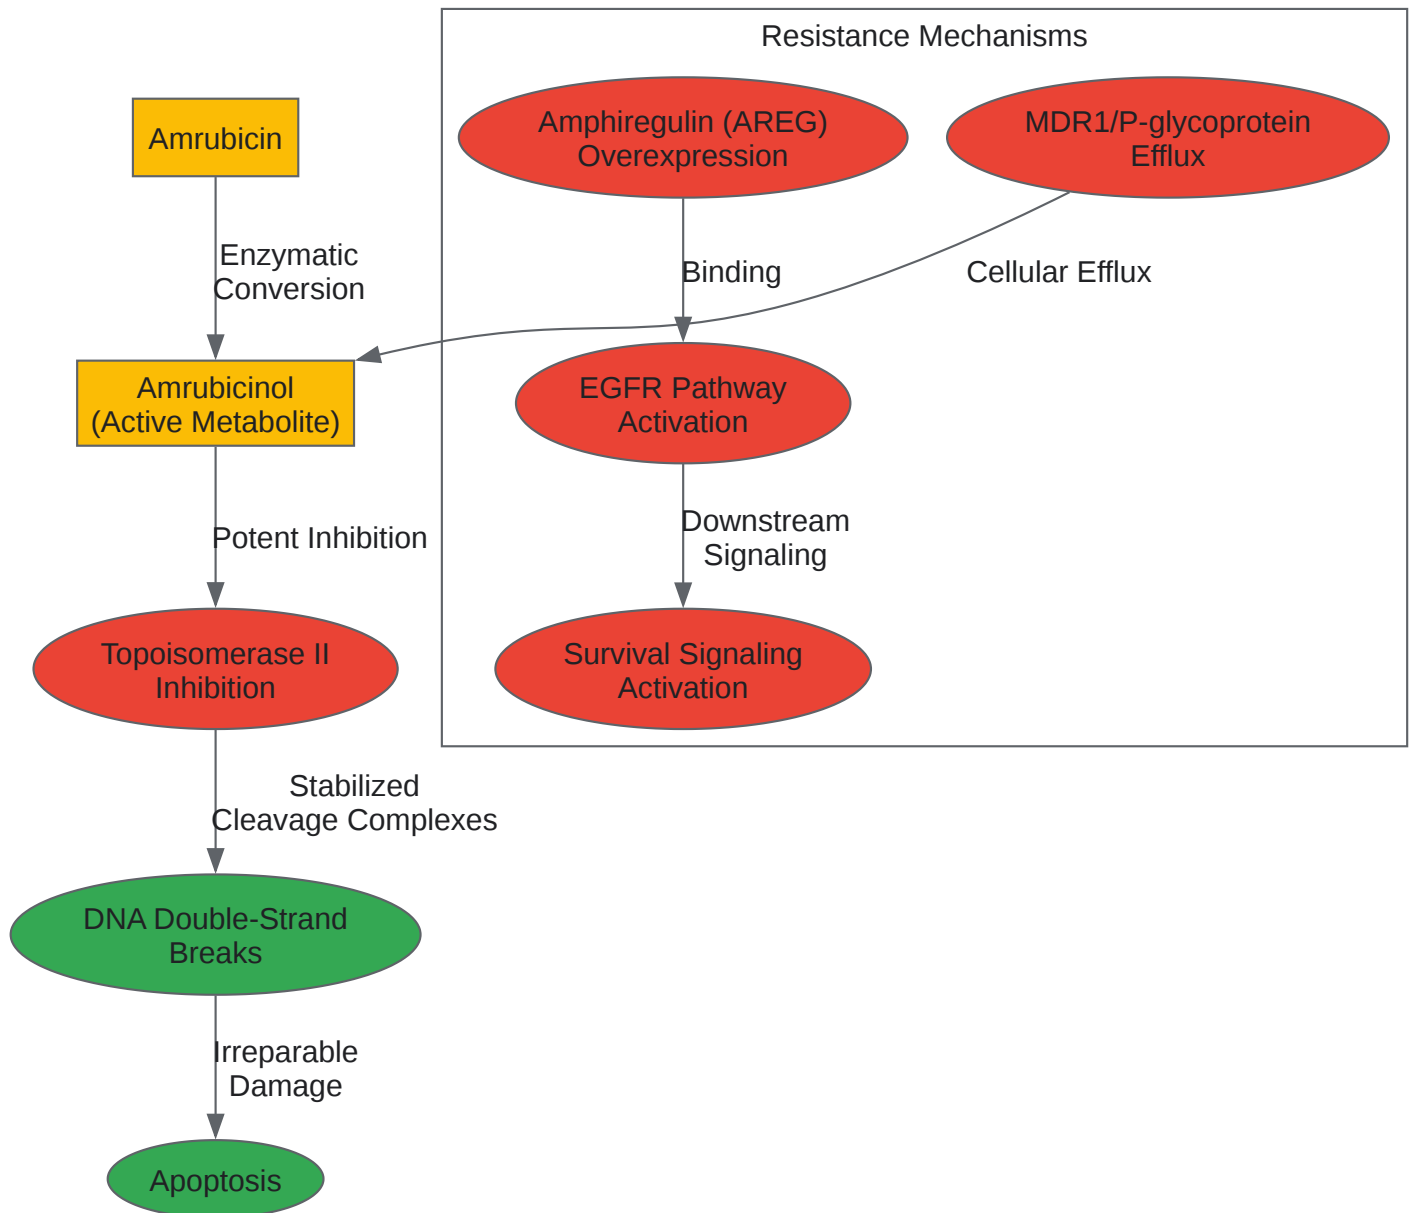 Resistance Mechanisms
Amrubicin
Amphiregulin (AREG)
Overexpression
MDR1/P-glycoprotein
Efflux
Enzymatic
Conversion
Binding
Cellular Efflux
Amrubicinol
(Active Metabolite)
EGFR Pathway
Activation
Potent Inhibition
Downstream
Signaling
Topoisomerase II
Inhibition
Survival Signaling
Activation
Stabilized
Cleavage Complexes
DNA Double-Strand
Breaks
Irreparable
Damage
Apoptosis